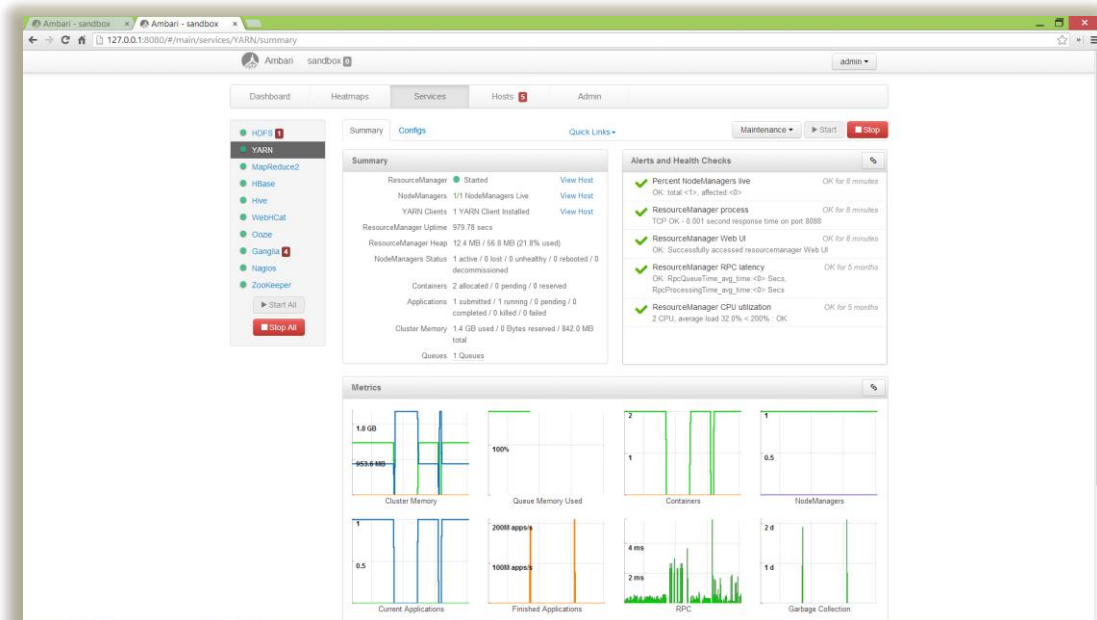 Ambari - sandbox
Ambari - sandbox
127.0.0.1:8080/#/main/services/YARN/summary
Ambari sandbox 0
admin
Dashboard Heatmaps Services Hosts 5 Admin
HDFS 1
YARN
MapReduce2
HBase
Hive
WebHCat
Oozie
Ganglia 4
Nagios
ZooKeeper
Start All
Stop All
Summary Configs Quick Links
Maintenance Start Stop
Summary
ResourceManager Started View Host
NodeManagers 1/1 NodeManagers Live View Host
YARN Clients 1 YARN Client Installed View Host
ResourceManager Uptime 979.78 secs
ResourceManager Heap 12.4 MB / 56.8 MB (21.8% used)
NodeManagers Status 1 active / 0 lost / 0 unhealthy / 0 rebooted / 0
decommissioned
Containers 2 allocated / 0 pending / 0 reserved
Applications 1 submitted / 1 running / 0 pending / 0
completed / 0 killed / 0 failed
Cluster Memory 1.4 GB used / 0 Bytes reserved / 842.0 MB
total
Queues 1 Queues
Alerts and Health Checks
Percent NodeManagers live OK for 8 minutes
OK: total <1>, affected <0>
ResourceManager process OK for 8 minutes
TCP OK - 0.001 second response time on port 8088
ResourceManager Web UI OK for 8 minutes
OK: Successfully accessed resourcemanager Web UI
ResourceManager RPC latency OK for 5 months
OK: RpcQueueTime_avg_time:<0> Secs,
RpcProcessingTime_avg_time:<0> Secs
ResourceManager CPU utilization OK for 5 months
2 CPU, average load 32.0% < 200% : OK
Metrics
1.8 GB
953.6 MB
Cluster Memory
100%
Queue Memory Used
2
1
Containers
1
0.5
NodeManagers
1
0.5
Current Applications
200M apps/s
100M apps/s
Finished Applications
4 ms
2 ms
RPC
2 d
1 d
Garbage Collection